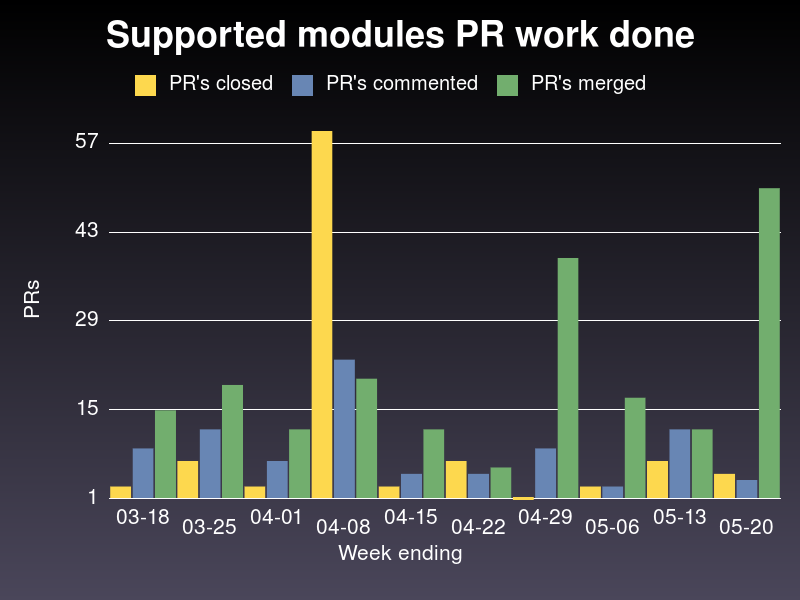 Supported modules PR work done
PR's closed PR's commented PR's merged
57
43
29
15
1
PRs
03-18 03-25 04-01 04-08 04-15 04-22 04-29 05-06 05-13 05-20
Week ending